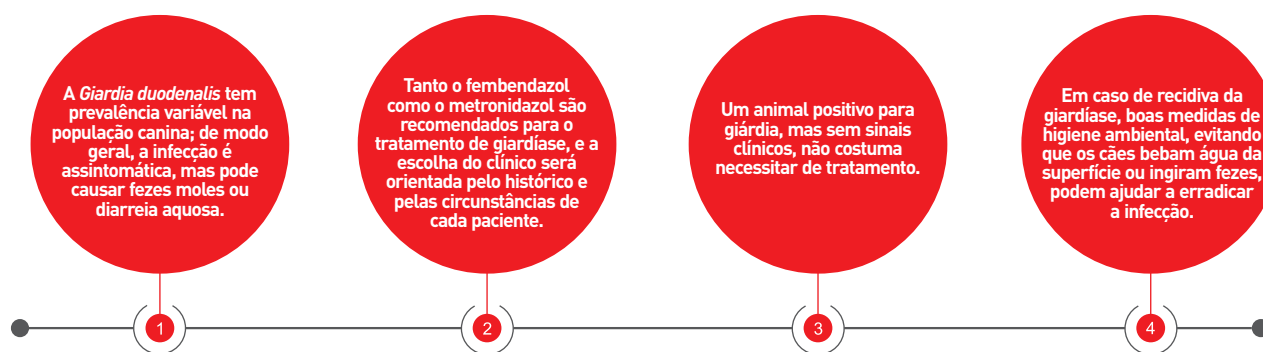 A Giardia duodenalis tem
prevalência variável na
população canina; de modo
geral, a infecção é
assintomática, mas pode
causar fezes moles ou
diarreia aquosa.
1
Tanto o fembendazol
como o metronidazol são
recomendados para o
tratamento de giardíase, e a
escolha do clínico será
orientada pelo histórico e
pelas circunstâncias de
cada paciente.
2
Um animal positivo para
giárdia, mas sem sinais
clínicos, não costuma
necessitar de tratamento.
3
Em caso de recidiva da
giardíase, boas medidas de
higiene ambiental, evitando
que os cães bebam água da
superfície ou ingiram fezes,
podem ajudar a erradicar
a infecção.
4